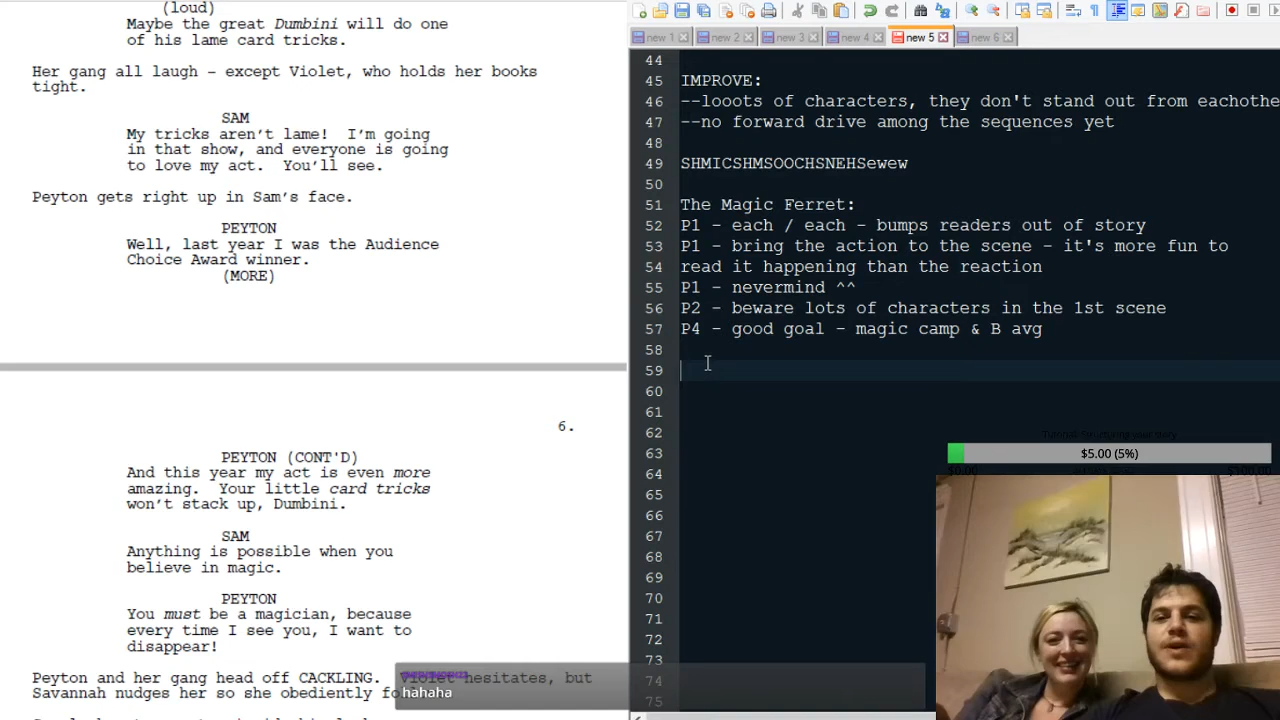 (loud)
Maybe the great Dumbini will do one
of his lame card tricks.
Her gang all laugh – except Violet, who holds her books
tight.
SAM
My tricks aren't lame!  I'm going
in that show, and everyone is going
to love my act.  You'll see.
Peyton gets right up in Sam's face.
PEYTON
Well, last year I was the Audience
Choice Award winner.
(MORE)
6.
PEYTON (CONT'D)
And this year my act is even more
amazing.  Your little card tricks
won't stack up, Dumbini.
SAM
Anything is possible when you
believe in magic.
PEYTON
You must be a magician, because
every time I see you, I want to
disappear!
Peyton and her gang head off CACKLING.  Violet hesitates, but
Savannah nudges her so she obediently fo
hahaha
new 1
new 2
new 3
new 4
new 5
new 6
44
45 IMPROVE:
46 --looots of characters, they don't stand out from eachothe
47 --no forward drive among the sequences yet
48
49 SHMICSHMSOOCHSNEHSewew
50
51 The Magic Ferret:
52 P1 – each / each – bumps readers out of story
53 P1 – bring the action to the scene – it's more fun to
54 read it happening than the reaction
55 P1 – nevermind ^^
56 P2 – beware lots of characters in the 1st scene
57 P4 – good goal – magic camp & B avg
58
59
60
61
62
63
64
65
66
67
68
69
70
71
72
73
74
75
$5.00 (5%)